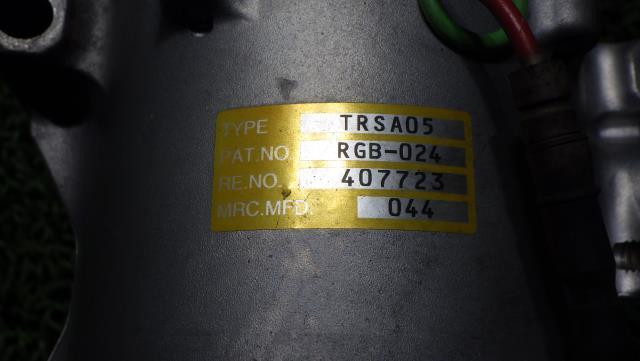 TYPE TRSA05
PAT.NO. RGB-024
RE.NO. 407723
MRC.MFD. 044